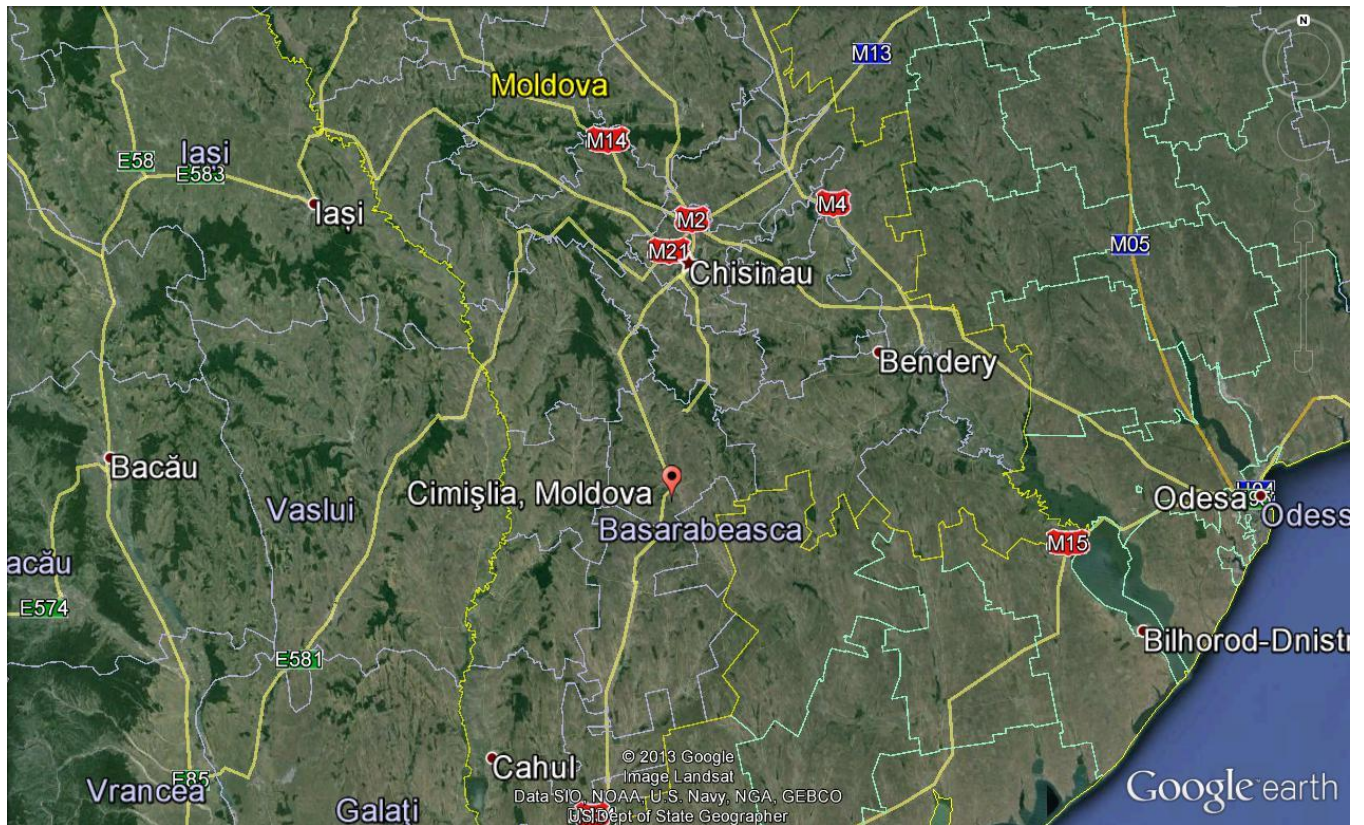 N
M13
Moldova
M14
E58
Iași
E583
Iași
M2
M4
M21
Chisinau
M05
Bendery
Bacău
Cimişlia, Moldova
Vaslui
Basarabeasca
Odesa
Odess
M15
acău
E574
Bilhorod-Dnistr
E581
Cahul
© 2013 Google
Image Landsat
Data SIO, NOAA, U.S. Navy, NGA, GEBCO
US Dept of State Geographer
E85
Vrancea
Galaţi
Google earth